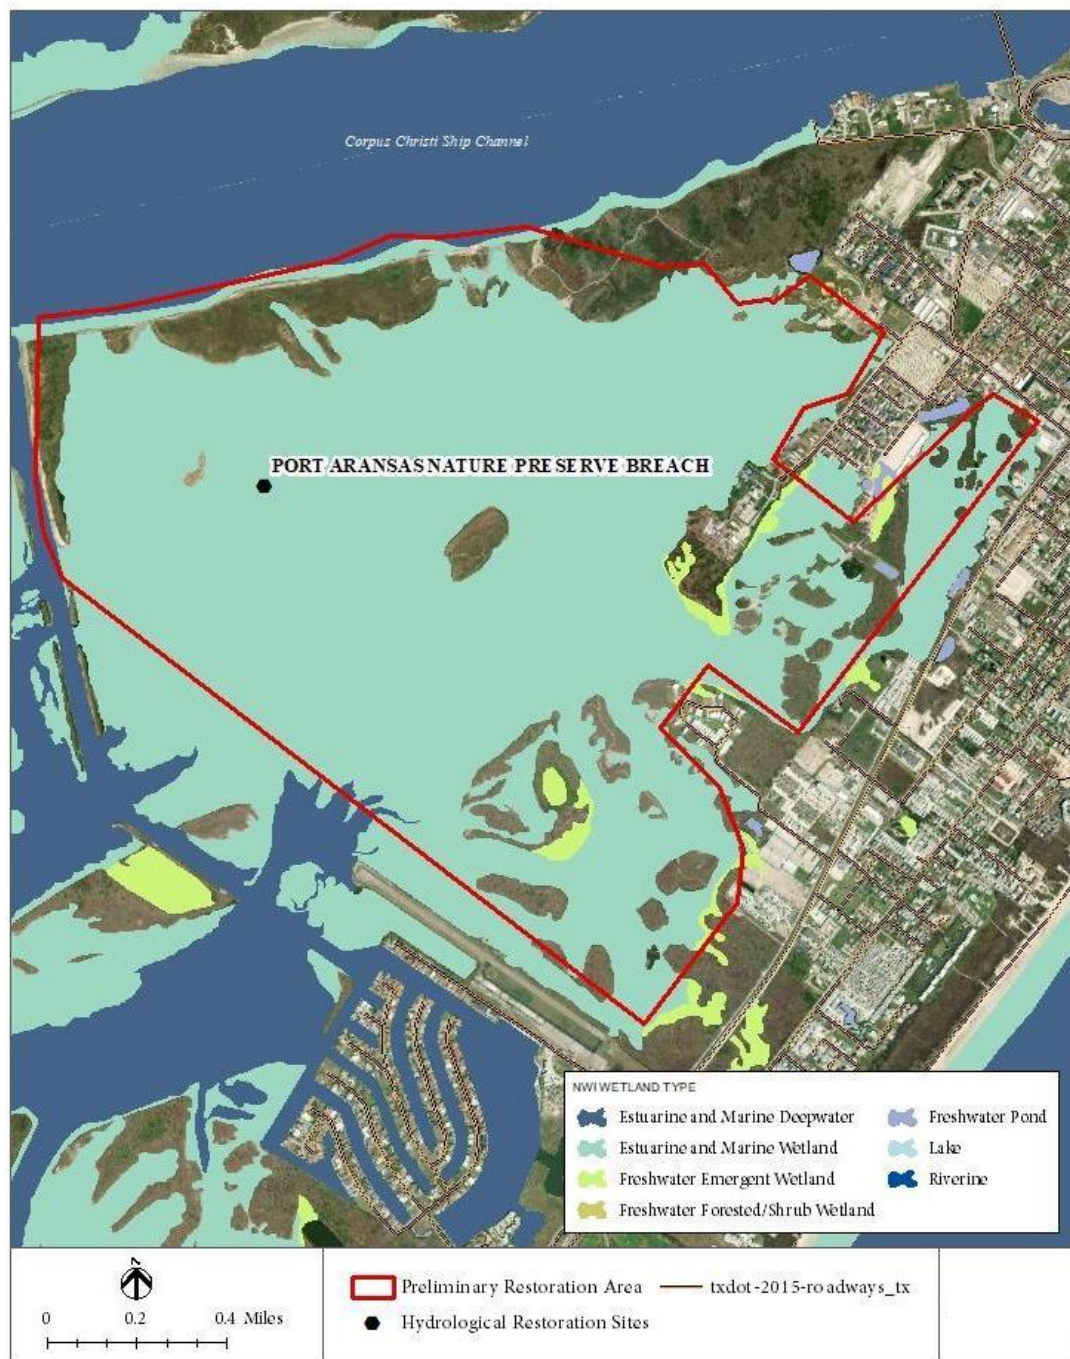 Corpus Christi Ship Channel
PORT ARANSAS NATURE PRESERVE BREACH
NWI WETLAND TYPE
Estuarine and Marine Deepwater
Estuarine and Marine Wetland
Freshwater Emergent Wetland
Freshwater Forested/Shrub Wetland
Freshwater Pond
Lake
Riverine
N
0 0.2 0.4 Miles
Preliminary Restoration Area
txdot-2015-roadways_tx
Hydrological Restoration Sites